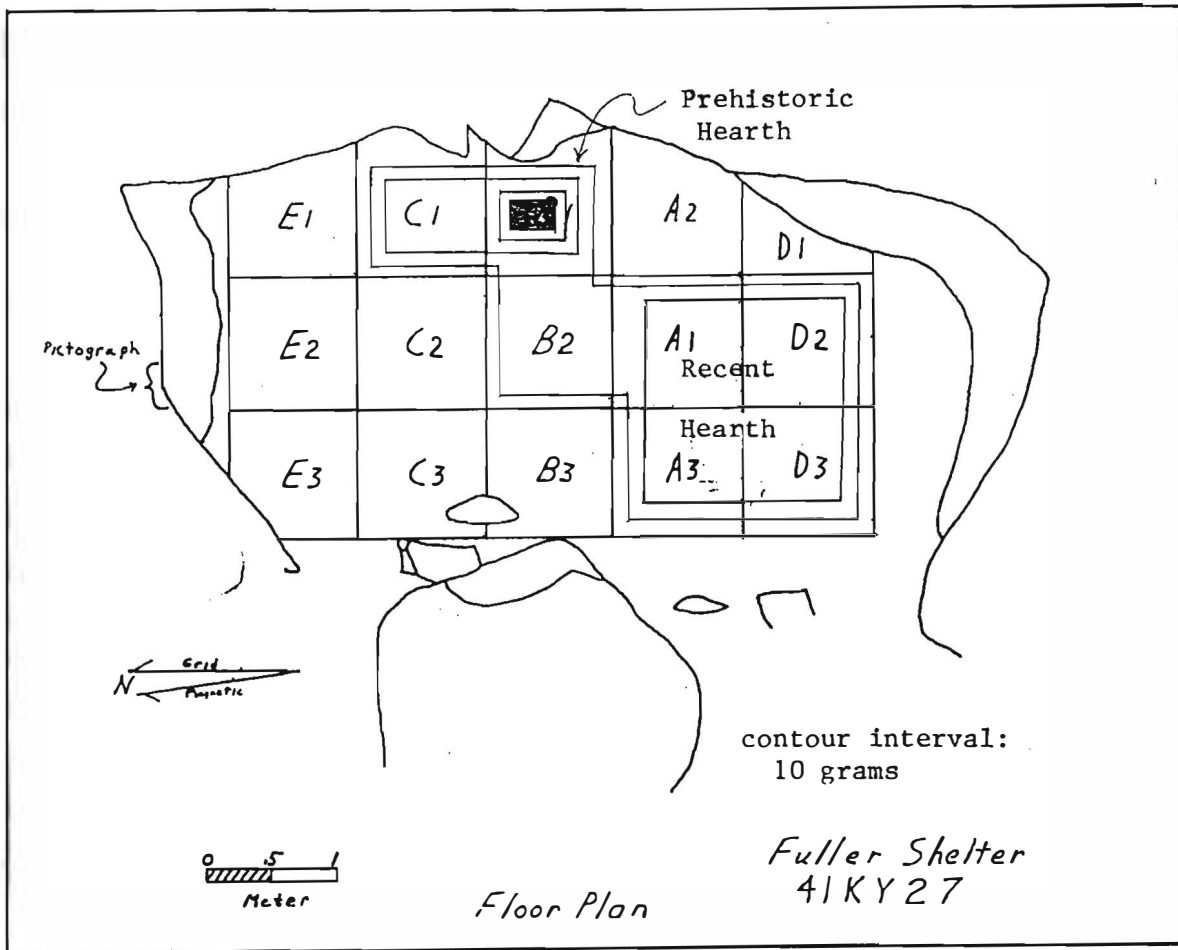 Prehistoric
Hearth
E1
C1
A2
D1
E2
C2
B2
A1
D2
Recent
Pictograph
Hearth
E3
C3
B3
A3
D3
Grid
N
Magnetic
contour interval:
10 grams
0 .5 1
Meter
Floor Plan
Fuller Shelter
41KY27